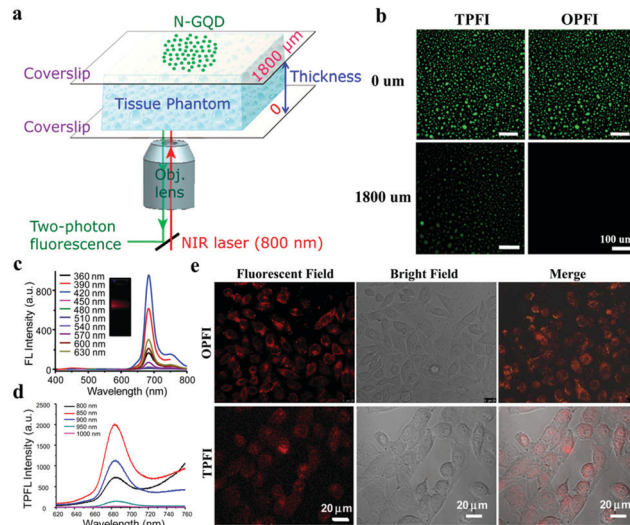 a
N-GQD
Coverslip
1800 μm
Thickness
Tissue Phantom
0
Coverslip
Obj.
lens
Two-photon
fluorescence
NIR laser (800 nm)
b
TPFI OPFI
0 um
1800 um
100 um
c
FL Intensity (a.u.)
800
400
0
360 nm
390 nm
420 nm
450 nm
480 nm
510 nm
540 nm
570 nm
600 nm
630 nm
400 500 600 700 800
Wavelength (nm)
d
TPFL Intensity (a.u.)
2500
2000
1500
1000
500
0
800 nm
850 nm
900 nm
950 nm
1000 nm
620 640 660 680 700 720 740 760
Wavelength (nm)
e
Fluorescent Field Bright Field Merge
OPFI
TPFI
20 μm 20 μm 20 μm